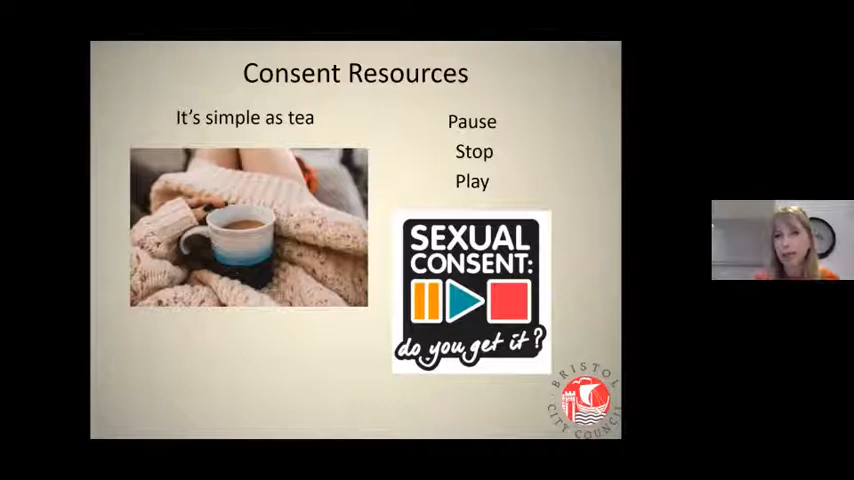 Consent Resources
It's simple as tea
Pause
Stop
Play
SEXUAL
CONSENT:
do you get it?
BRISTOL
CITY COUNCIL